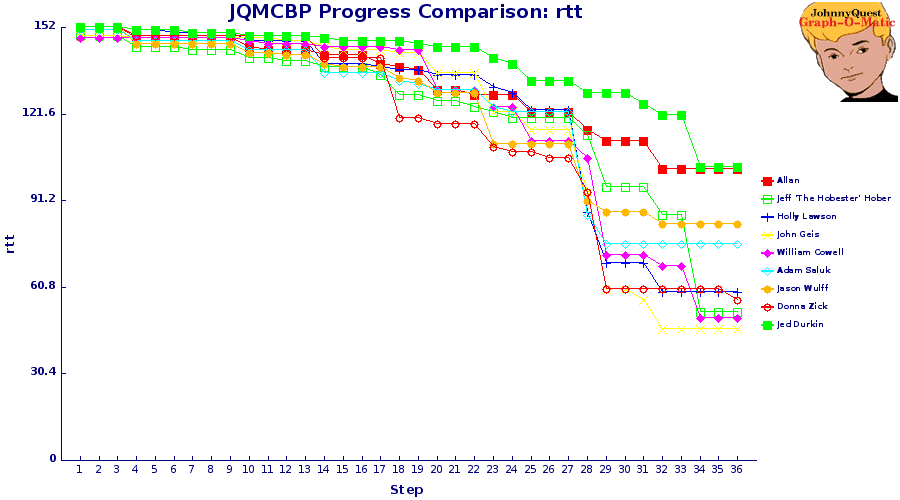 JQMCBP Progress Comparison: rtt
JohnnyQuest
Graph-O-Matic
152
121.6
91.2
60.8
30.4
0
rtt
1 2 3 4 5 6 7 8 9 10 11 12 13 14 15 16 17 18 19 20 21 22 23 24 25 26 27 28 29 30 31 32 33 34 35 36
Step
Allan
Jeff 'The Hobester' Hober
Holly Lawson
John Geis
William Cowell
Adam Saluk
Jason Wulff
Donna Zick
Jed Durkin